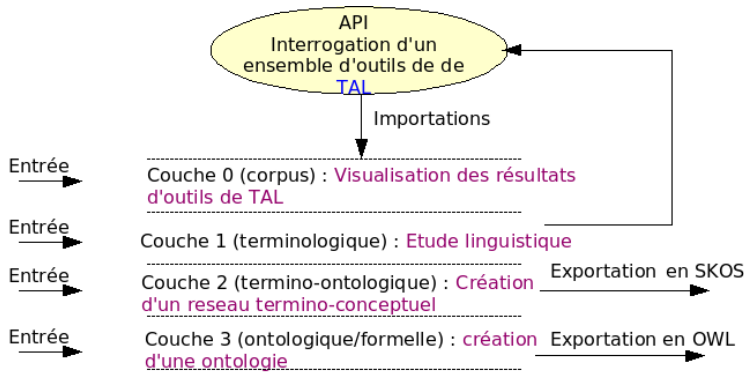 API
Interrogation d'un
ensemble d'outils de de
TAL
Importations
Entrée
Couche 0 (corpus) : Visualisation des résultats
d'outils de TAL
Entrée
Couche 1 (terminologique) : Etude linguistique
Entrée
Couche 2 (termino-ontologique) : Création
d'un reseau termino-conceptuel
Exportation en SKOS
Entrée
Couche 3 (ontologique/formelle) : création
d'une ontologie
Exportation en OWL